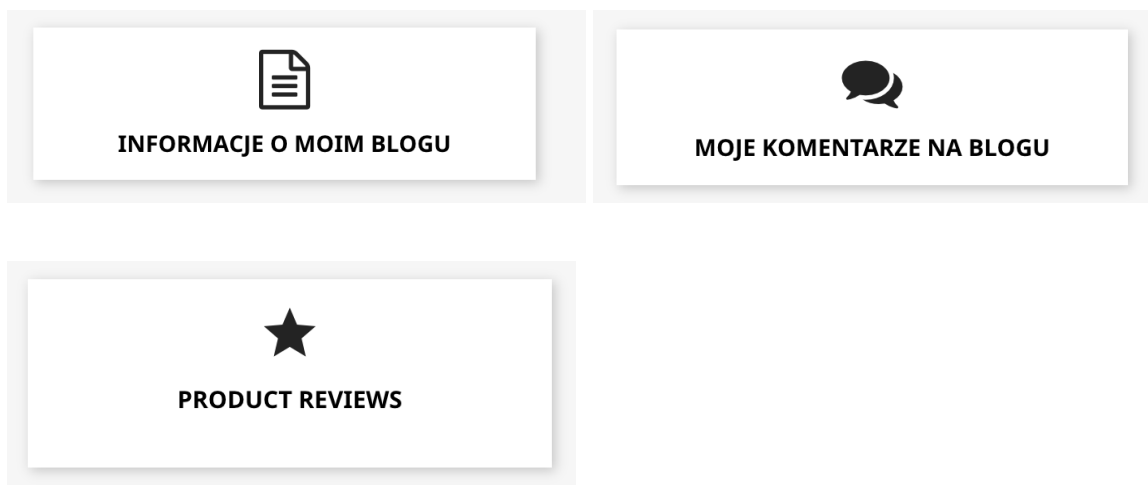 INFORMACJE O MOIM BLOGU
MOJE KOMENTARZE NA BLOGU
PRODUCT REVIEWS